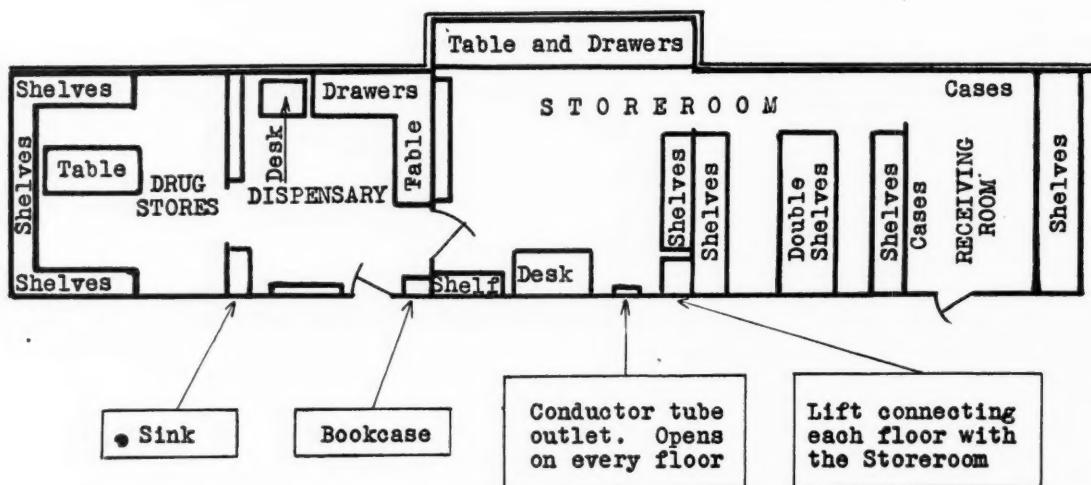 Table and Drawers
Shelves
Drawers
STOREROOM
Cases
Desk
Shelves
Table
DRUG
STORES
DISPENSARY
Table
Shelves
Shelves
Double
Shelves
Shelves
Cases
RECEIVING
ROOM
Shelves
Shelves
Shelf
Desk
Sink
Bookcase
Conductor tube
outlet. Opens
on every floor
Lift connecting
each floor with
the Storeroom